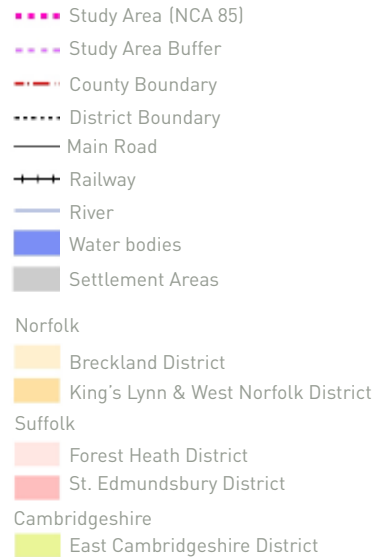 Study Area (NCA 85)
Study Area Buffer
County Boundary
District Boundary
Main Road
Railway
River
Water bodies
Settlement Areas
Norfolk
Breckland District
King's Lynn & West Norfolk District
Suffolk
Forest Heath District
St. Edmundsbury District
Cambridgeshire
East Cambridgeshire District